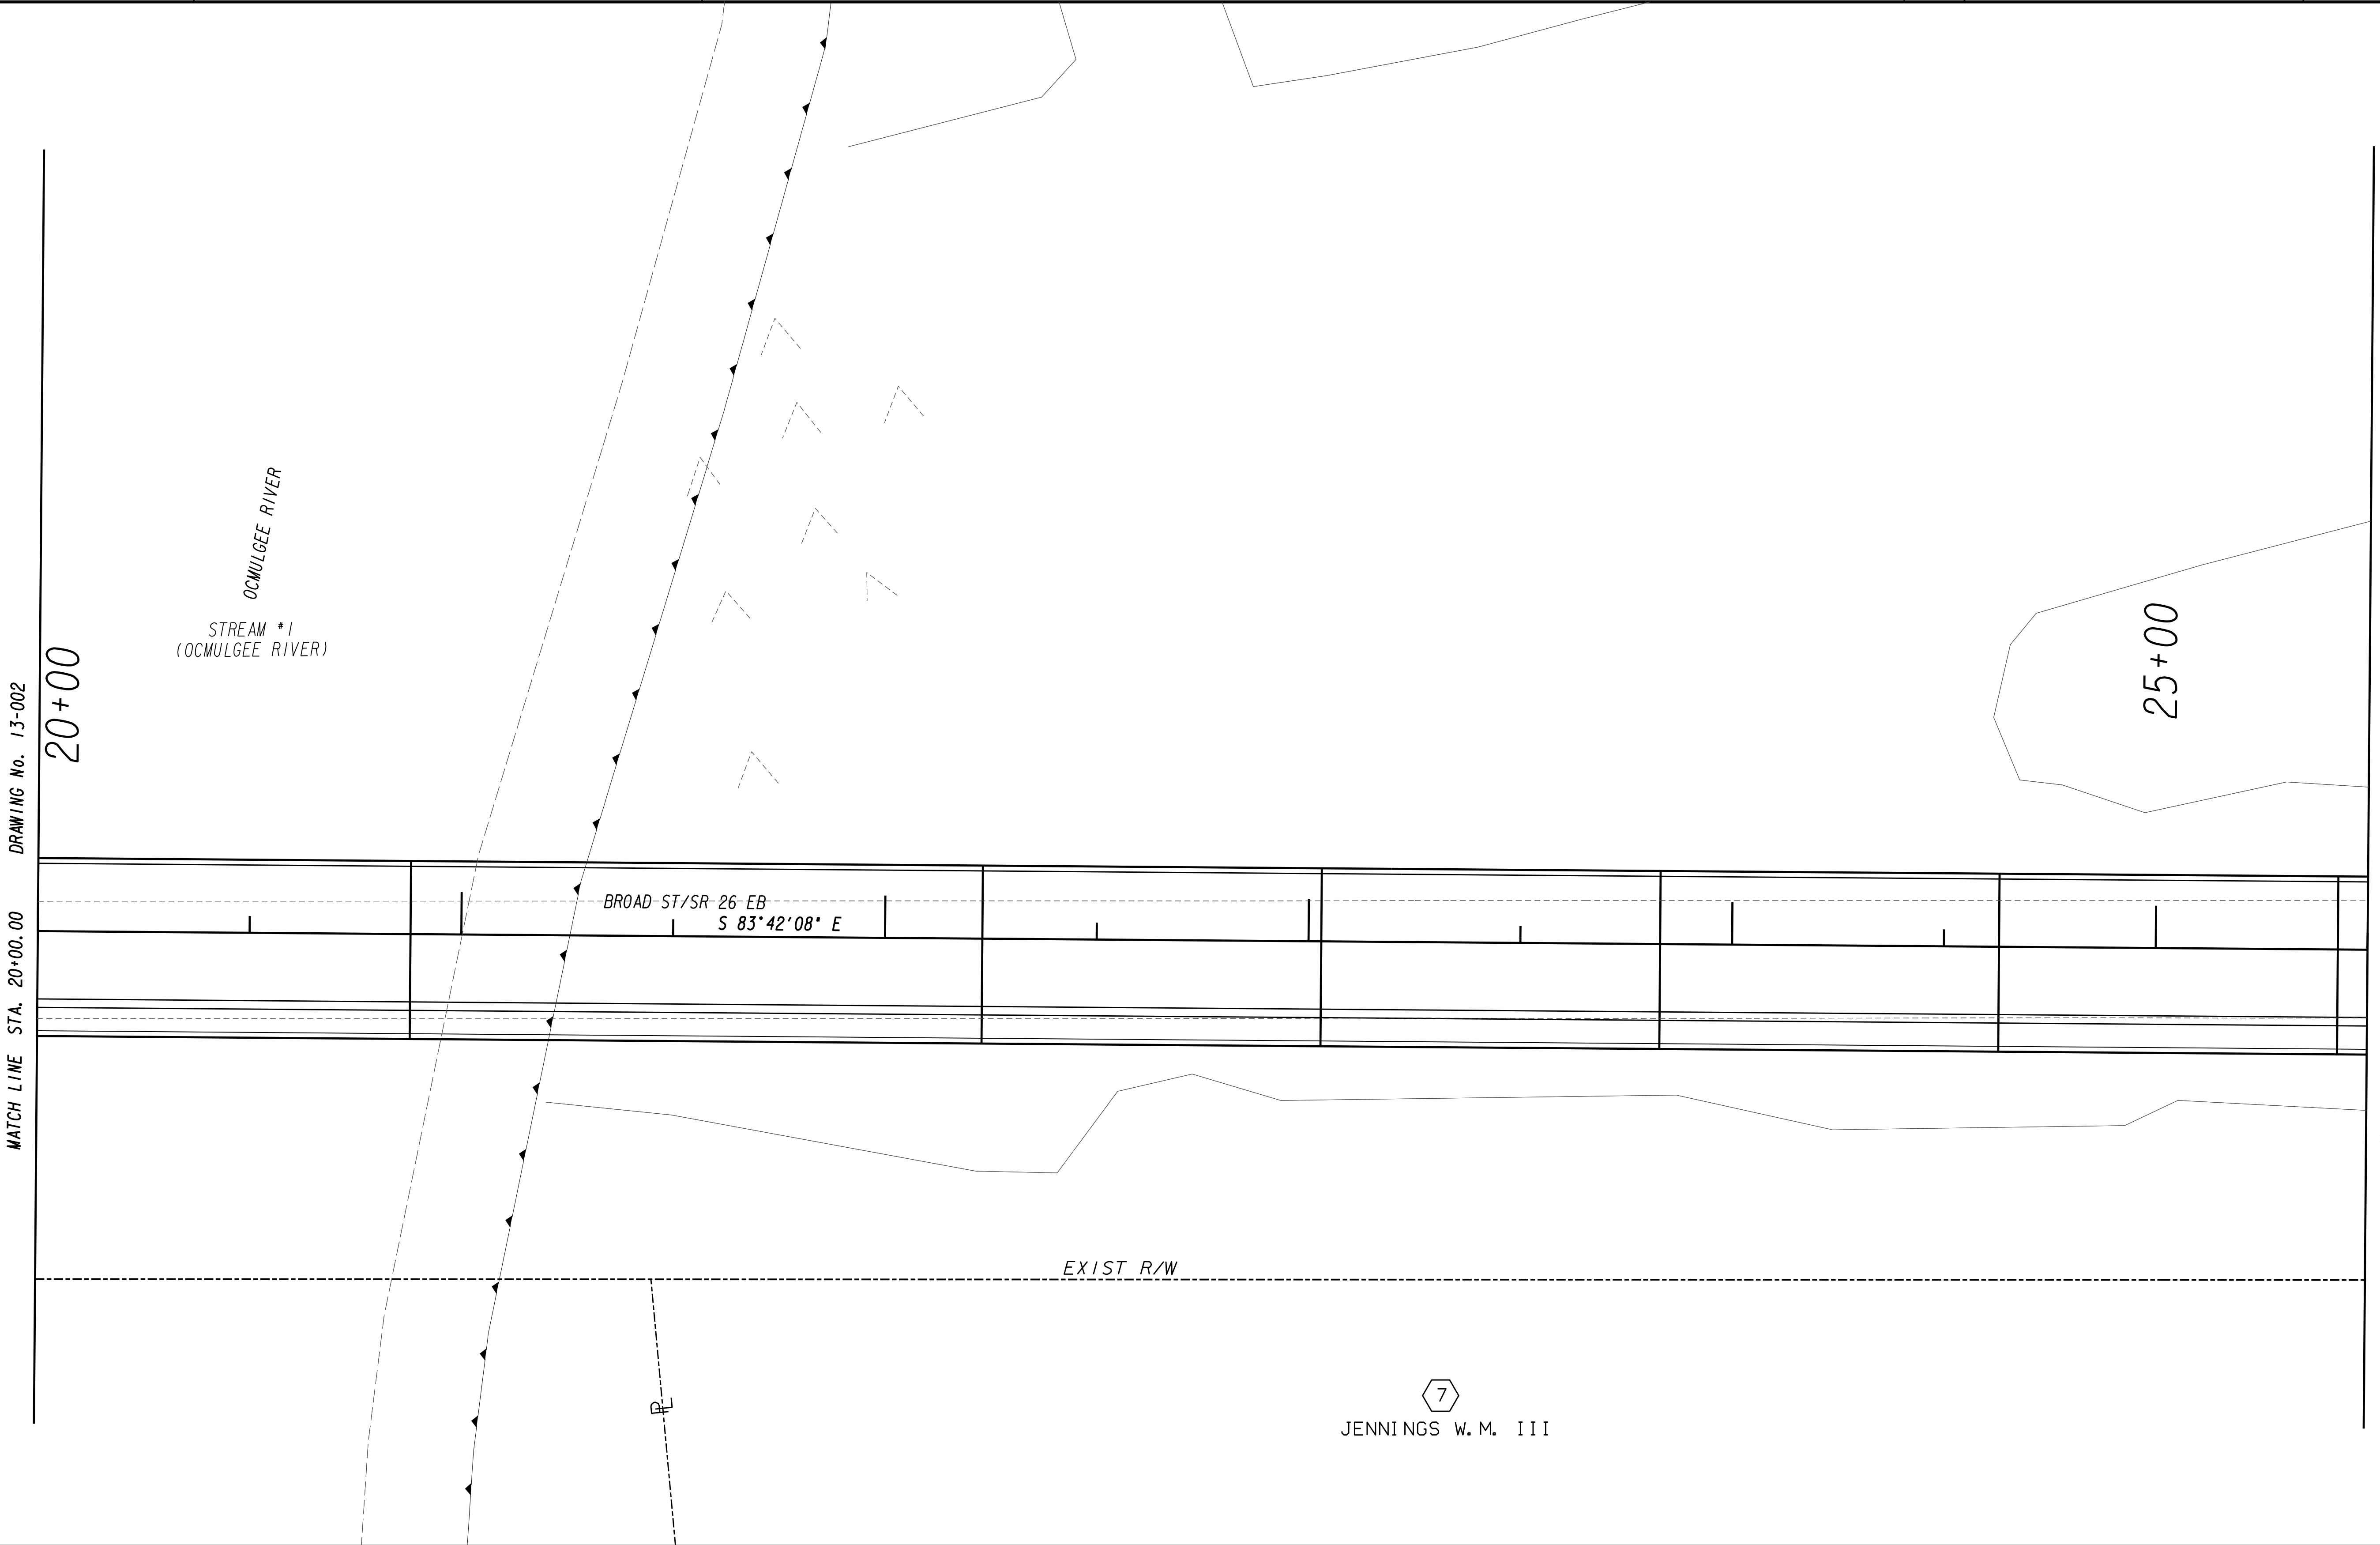 OCMULGEE RIVER
STREAM #1
(OCMULGEE RIVER)
20+00
25+00
MATCH LINE STA. 20+00.00 DRAWING No. 13-002
BROAD ST/SR 26 EB
S 83°42'08" E
EXIST R/W
PL
7
JENNINGS W.M. III